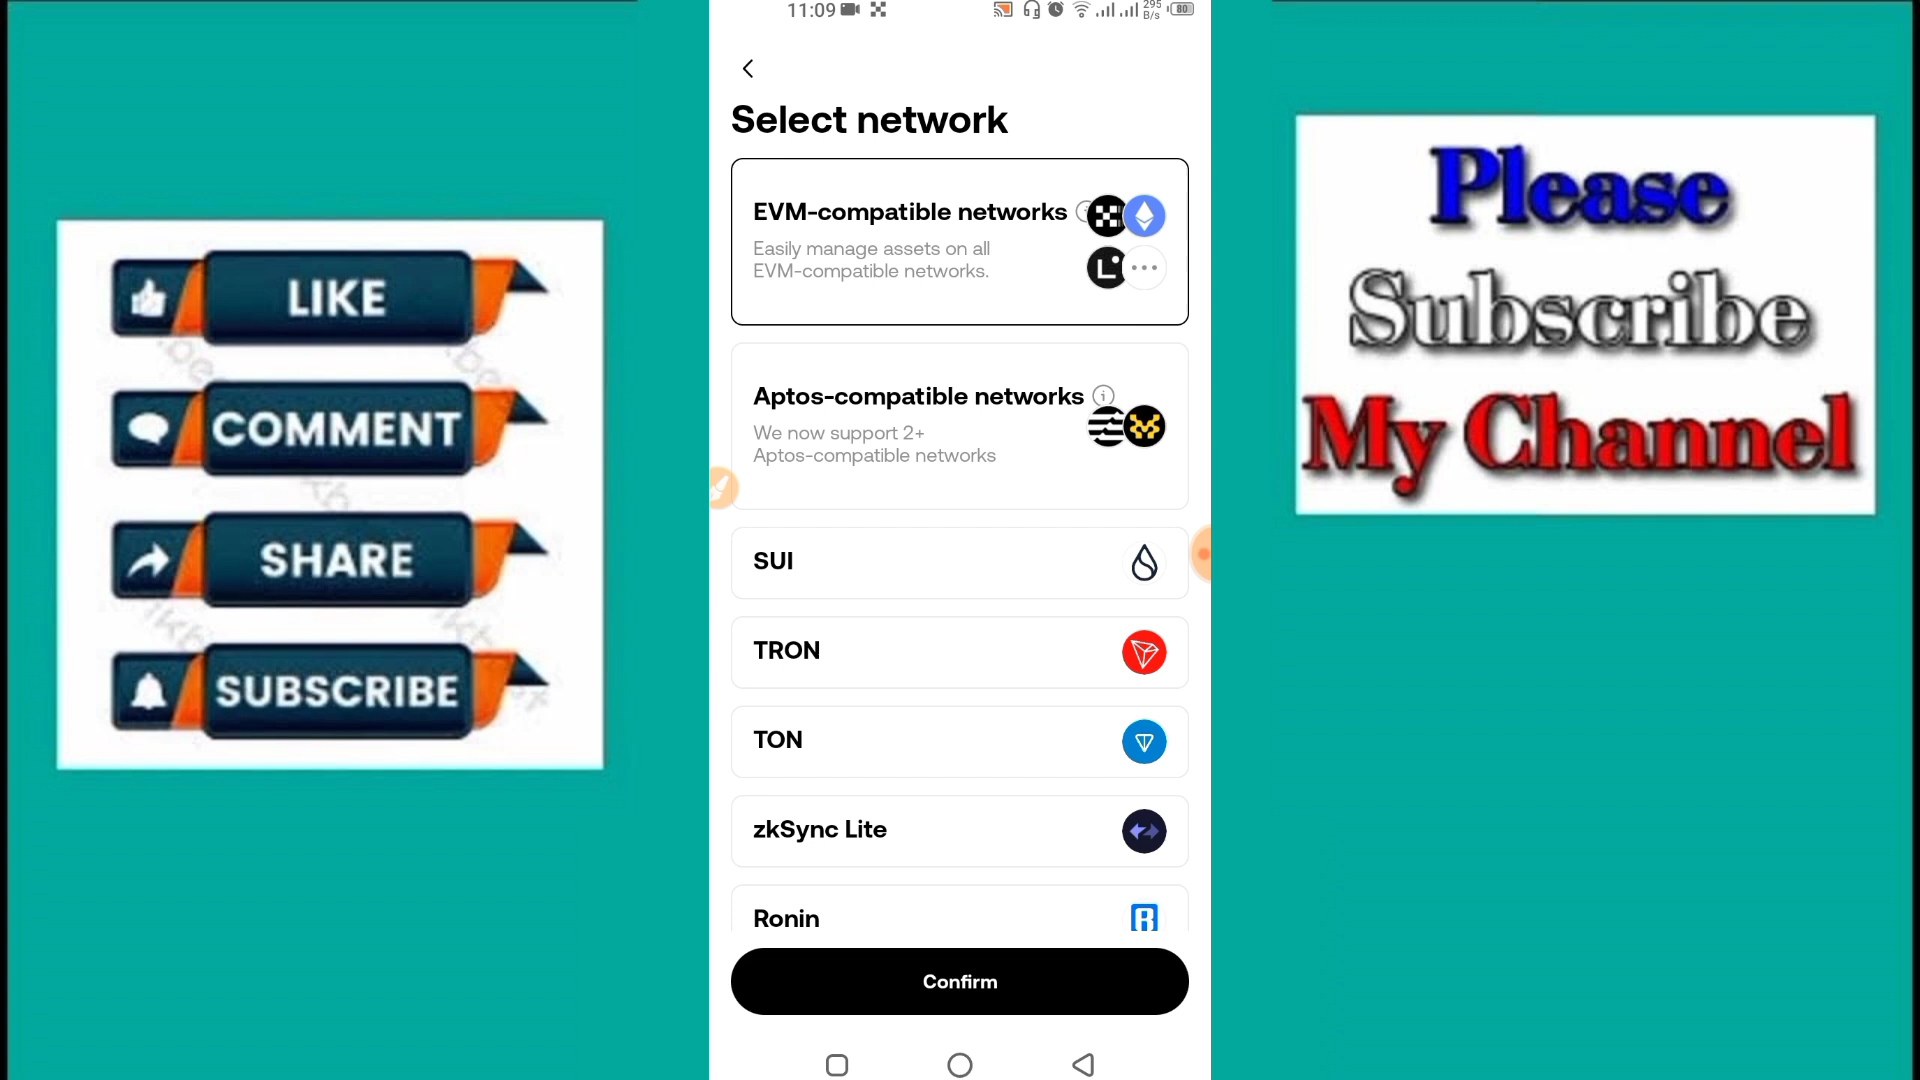 11:09
295
B/s
80
Select network
EVM-compatible networks
Easily manage assets on all
EVM-compatible networks.
Aptos-compatible networks
We now support 2+
Aptos-compatible networks
SUI
TRON
TON
zkSync Lite
Ronin
Confirm
LIKE
COMMENT
SHARE
SUBSCRIBE
Please
Subscribe
My Channel